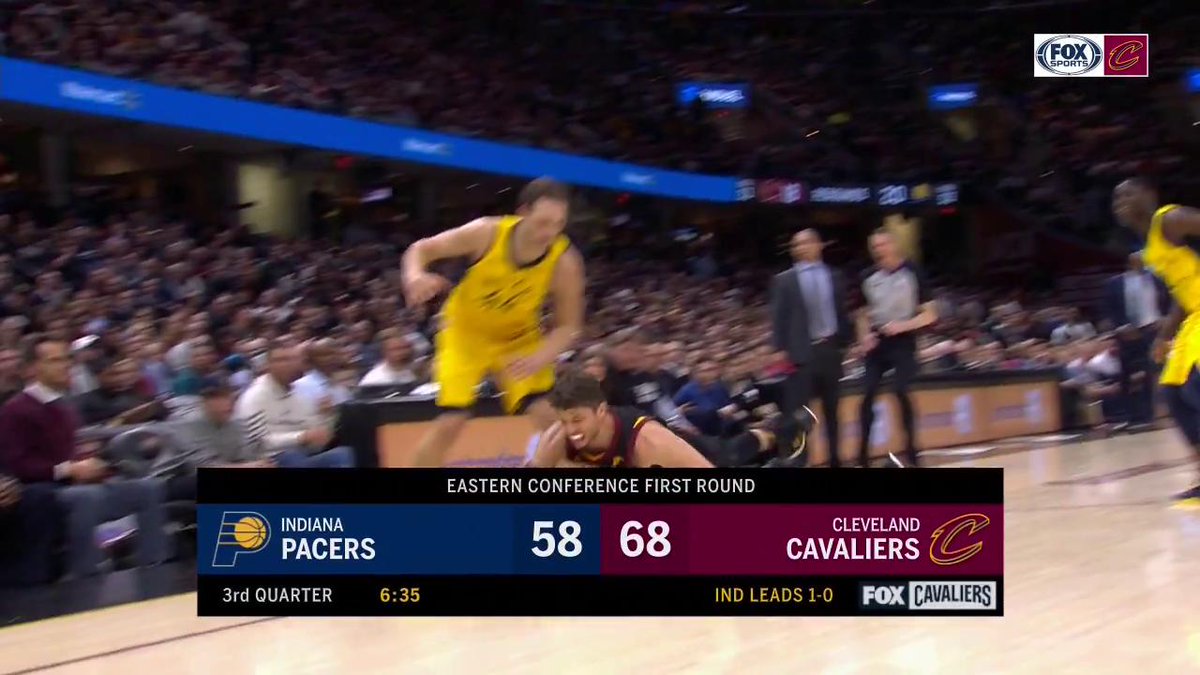 FOX
SPORTS
EASTERN CONFERENCE FIRST ROUND
INDIANA
PACERS
58
68
CLEVELAND
CAVALIERS
3rd QUARTER
6:35
IND LEADS 1-0
FOX CAVALIERS